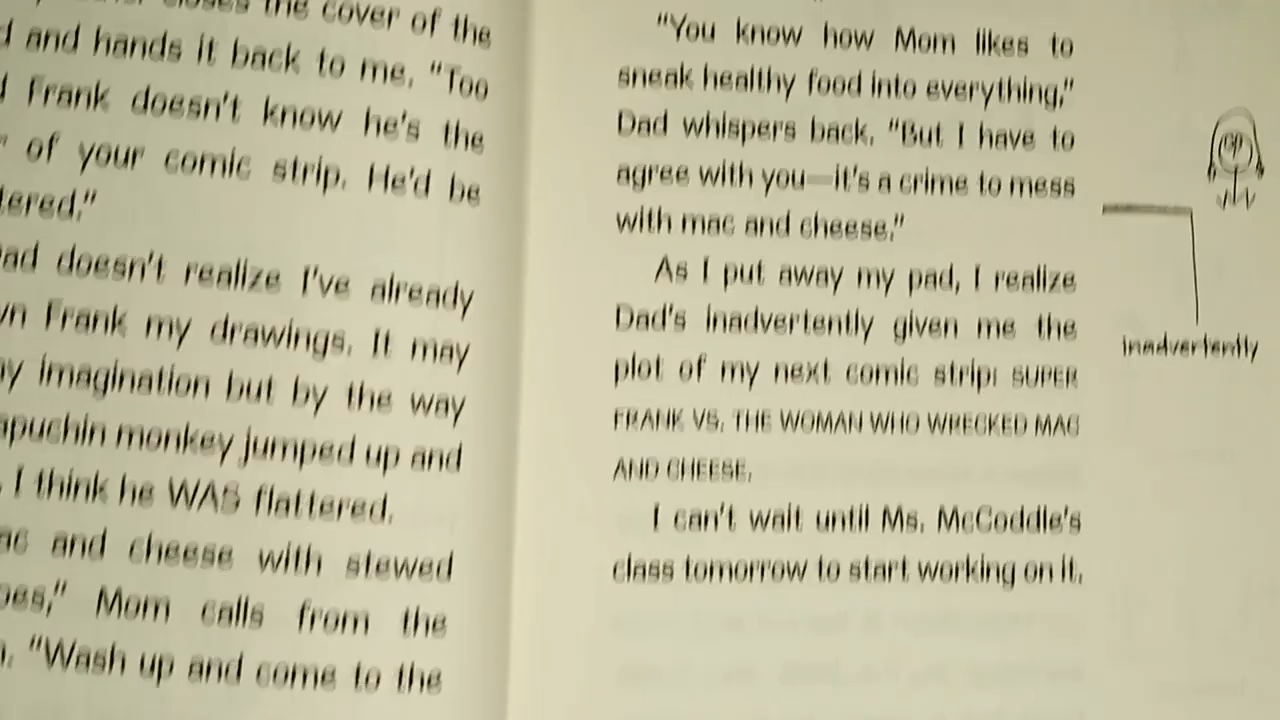 closes the cover of the
and hands it back to me. "Too
Frank doesn't know he's the
of your comic strip. He'd be
doesn't realize I've already
Frank my drawings. It may
imagination but by the way
monkey jumped up and
I think he WAS flattered.
and cheese with stewed
Mom calls from the
"Wash up and come to the
"You know how Mom likes to
sneak healthy food into everything,"
Dad whispers back. "But I have to
agree with you—it's a crime to mess
with mac and cheese."
As I put away my pad, I realize
Dad's inadvertently given me the
plot of my next comic strip: SUPER
FRANK VS. THE WOMAN WHO WRECKED MAC
AND CHEESE.
I can't wait until Ms. McCoddle's
class tomorrow to start working on it.
inadvertently